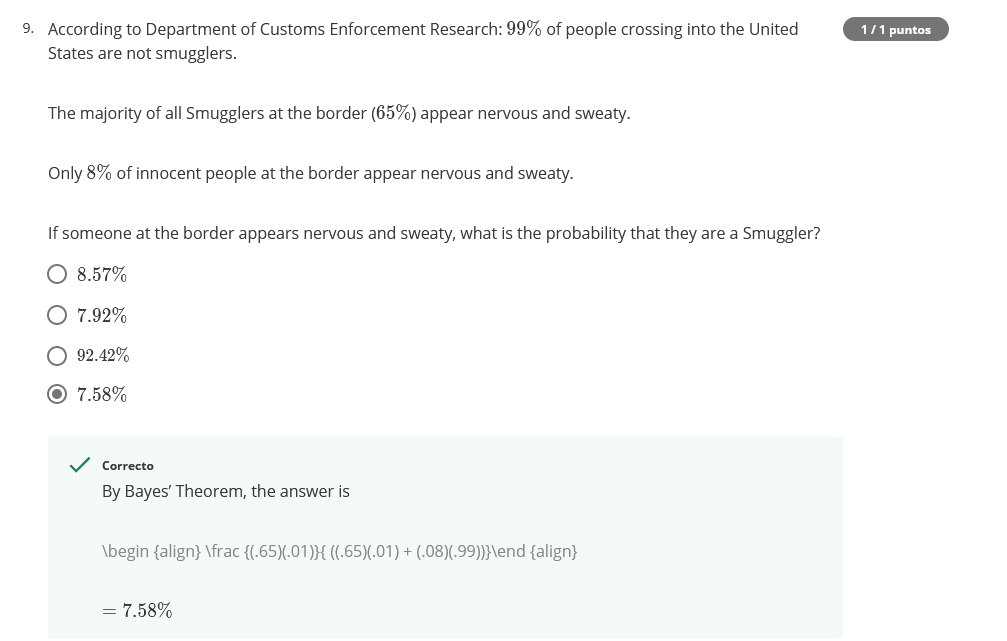 9. According to Department of Customs Enforcement Research: 99% of people crossing into the United
1 / 1 puntos
States are not smugglers.
The majority of all Smugglers at the border (65%) appear nervous and sweaty.
Only 8% of innocent people at the border appear nervous and sweaty.
If someone at the border appears nervous and sweaty, what is the probability that they are a Smuggler?
8.57%
7.92%
92.42%
7.58%
Correcto
By Bayes’ Theorem, the answer is
\begin {align} \frac {(.65)(.01)}{ ((.65)(.01) + (.08)(.99))}\end {align}
= 7.58%